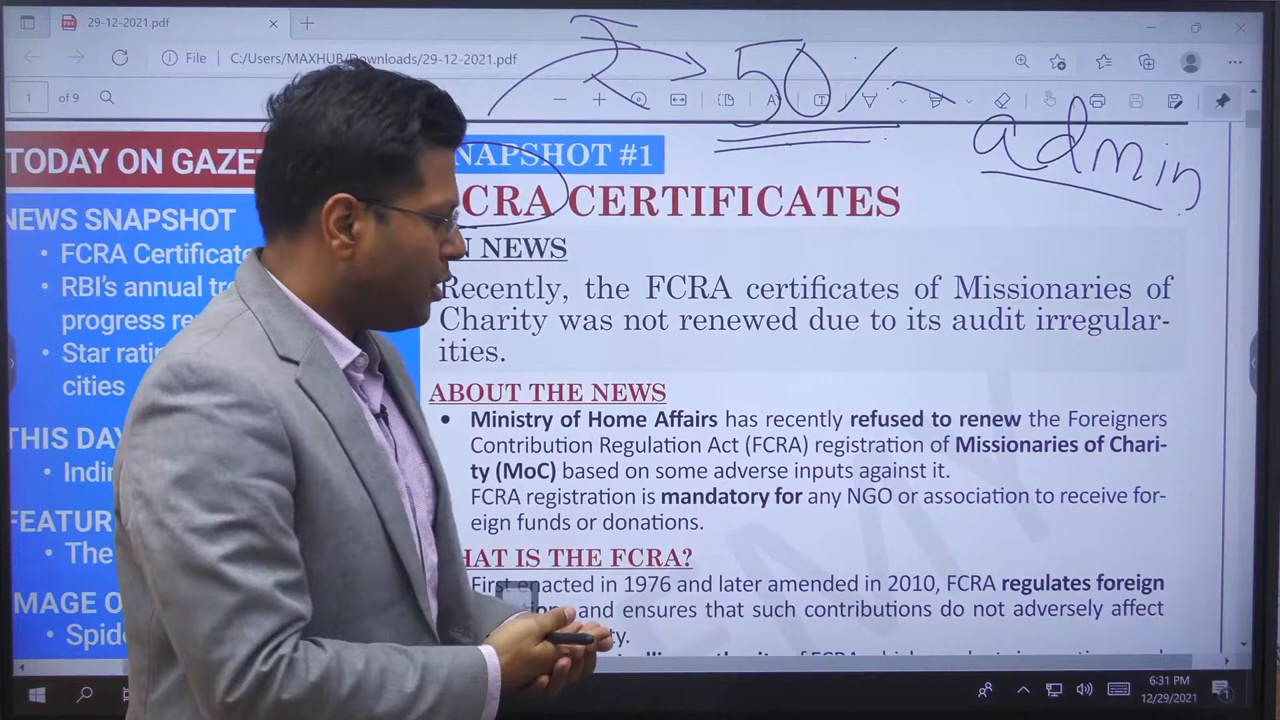 29-12-2021.pdf
File C:/Users/MAXHUB/Downloads/29-12-2021.pdf
1 of 9
₹ 50%
admin
TODAY ON GAZE
NEWS SNAPSHOT
• FCRA Certificate
• RBI's annual tr
progress re
• Star ratin
cities
THIS DAY
• Indir
FEATUR
• The
IMAGE O
• Spid
NAPSHOT #1
CRA CERTIFICATES
N NEWS
Recently, the FCRA certificates of Missionaries of
Charity was not renewed due to its audit irregular-
ities.
ABOUT THE NEWS
• Ministry of Home Affairs has recently refused to renew the Foreigners
Contribution Regulation Act (FCRA) registration of Missionaries of Chari-
ty (MoC) based on some adverse inputs against it.
FCRA registration is mandatory for any NGO or association to receive for-
eign funds or donations.
HAT IS THE FCRA?
First enacted in 1976 and later amended in 2010, FCRA regulates foreign
and ensures that such contributions do not adversely affect
ty.
6:31 PM
12/29/2021